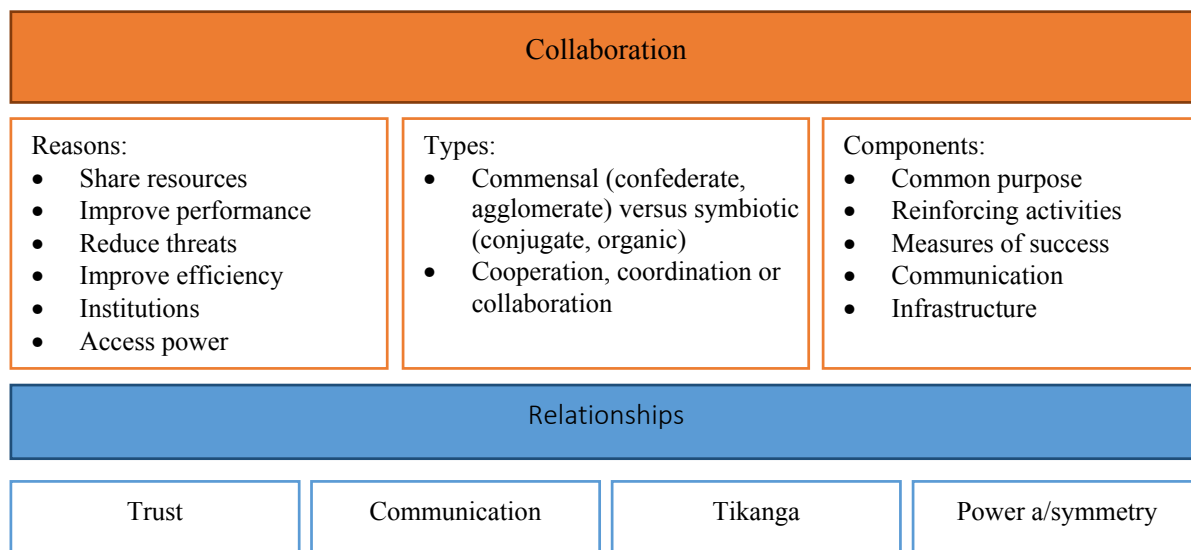 Collaboration
Reasons:
• Share resources
• Improve performance
• Reduce threats
• Improve efficiency
• Institutions
• Access power
Types:
• Commensal (confederate,
agglomerate) versus symbiotic
(conjugate, organic)
• Cooperation, coordination or
collaboration
Components:
• Common purpose
• Reinforcing activities
• Measures of success
• Communication
• Infrastructure
Relationships
Trust
Communication
Tikanga
Power a/symmetry